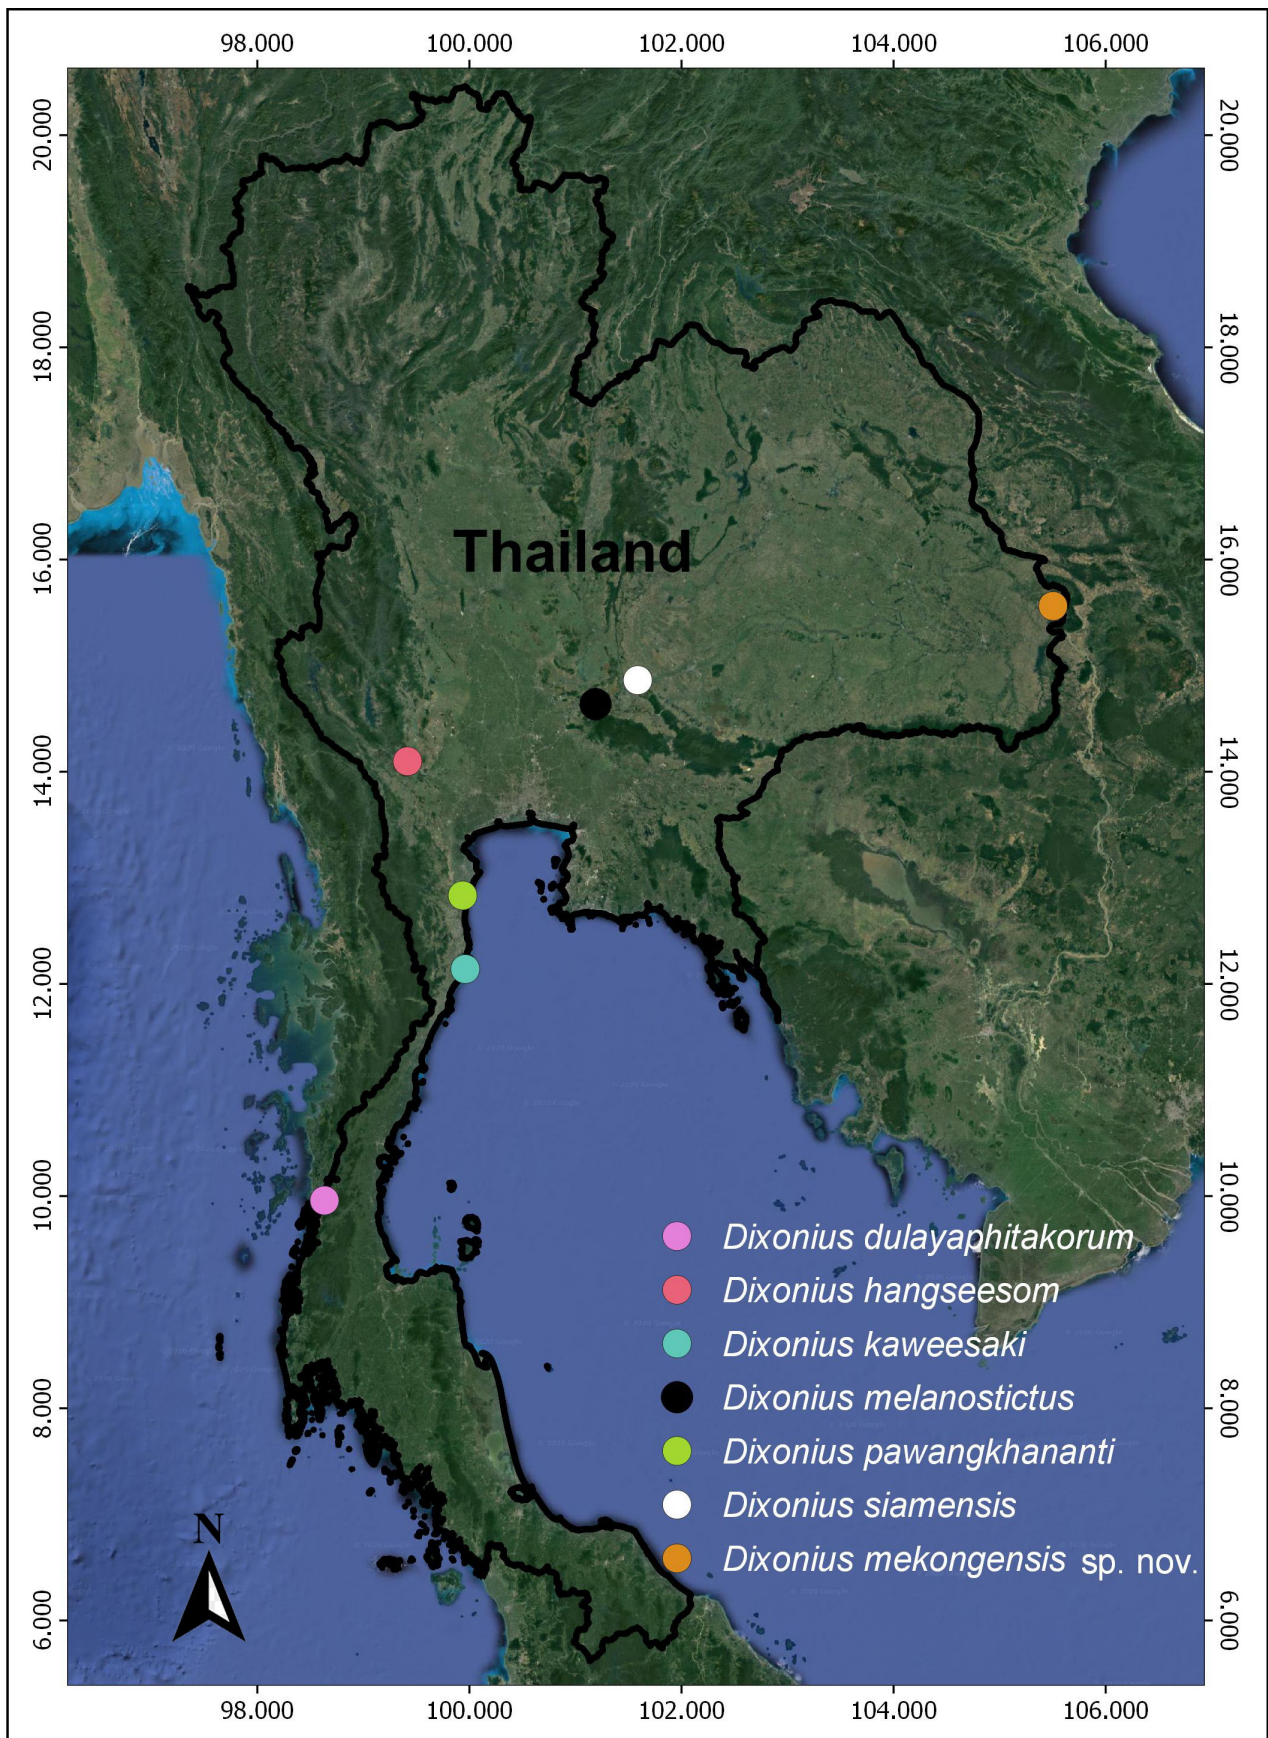 98.000 100.000 102.000 104.000 106.000
20.000 20.000
18.000 18.000
Thailand
16.000 16.000
14.000 14.000
12.000 12.000
10.000 10.000
Dixonius dulayaphitakorum
Dixonius hangseesom
Dixonius kaweesaki
Dixonius melanostictus
8.000 8.000
Dixonius pawangkhananti
Dixonius siamensis
N
Dixonius mekongensis sp. nov.
6.000 6.000
98.000 100.000 102.000 104.000 106.000